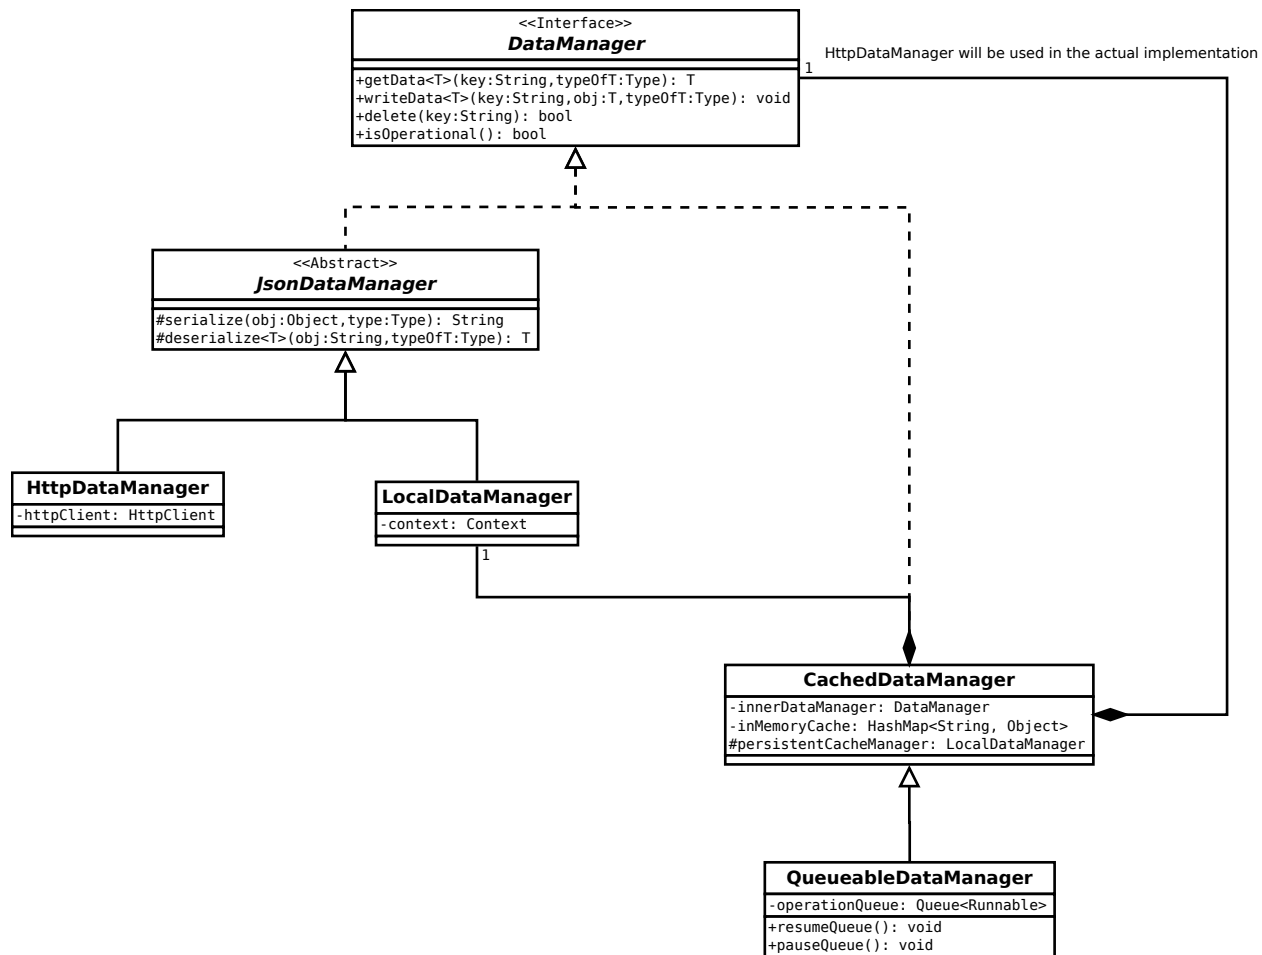 <<Interface>>
DataManager
HttpDataManager will be used in the actual implementation
1
+getData<T>(key:String,typeOfT:Type): T
+writeData<T>(key:String,obj:T,typeOfT:Type): void
+delete(key:String): bool
+isOperational(): bool
<<Abstract>>
JsonDataManager
#serialize(obj:Object,type:Type): String
#deserialize<T>(obj:String,typeOfT:Type): T
HttpDataManager
-httpClient: HttpClient
LocalDataManager
-context: Context
1
CachedDataManager
-innerDataManager: DataManager
-inMemoryCache: HashMap<String, Object>
#persistentCacheManager: LocalDataManager
QueueableDataManager
-operationQueue: Queue<Runnable>
+resumeQueue(): void
+pauseQueue(): void